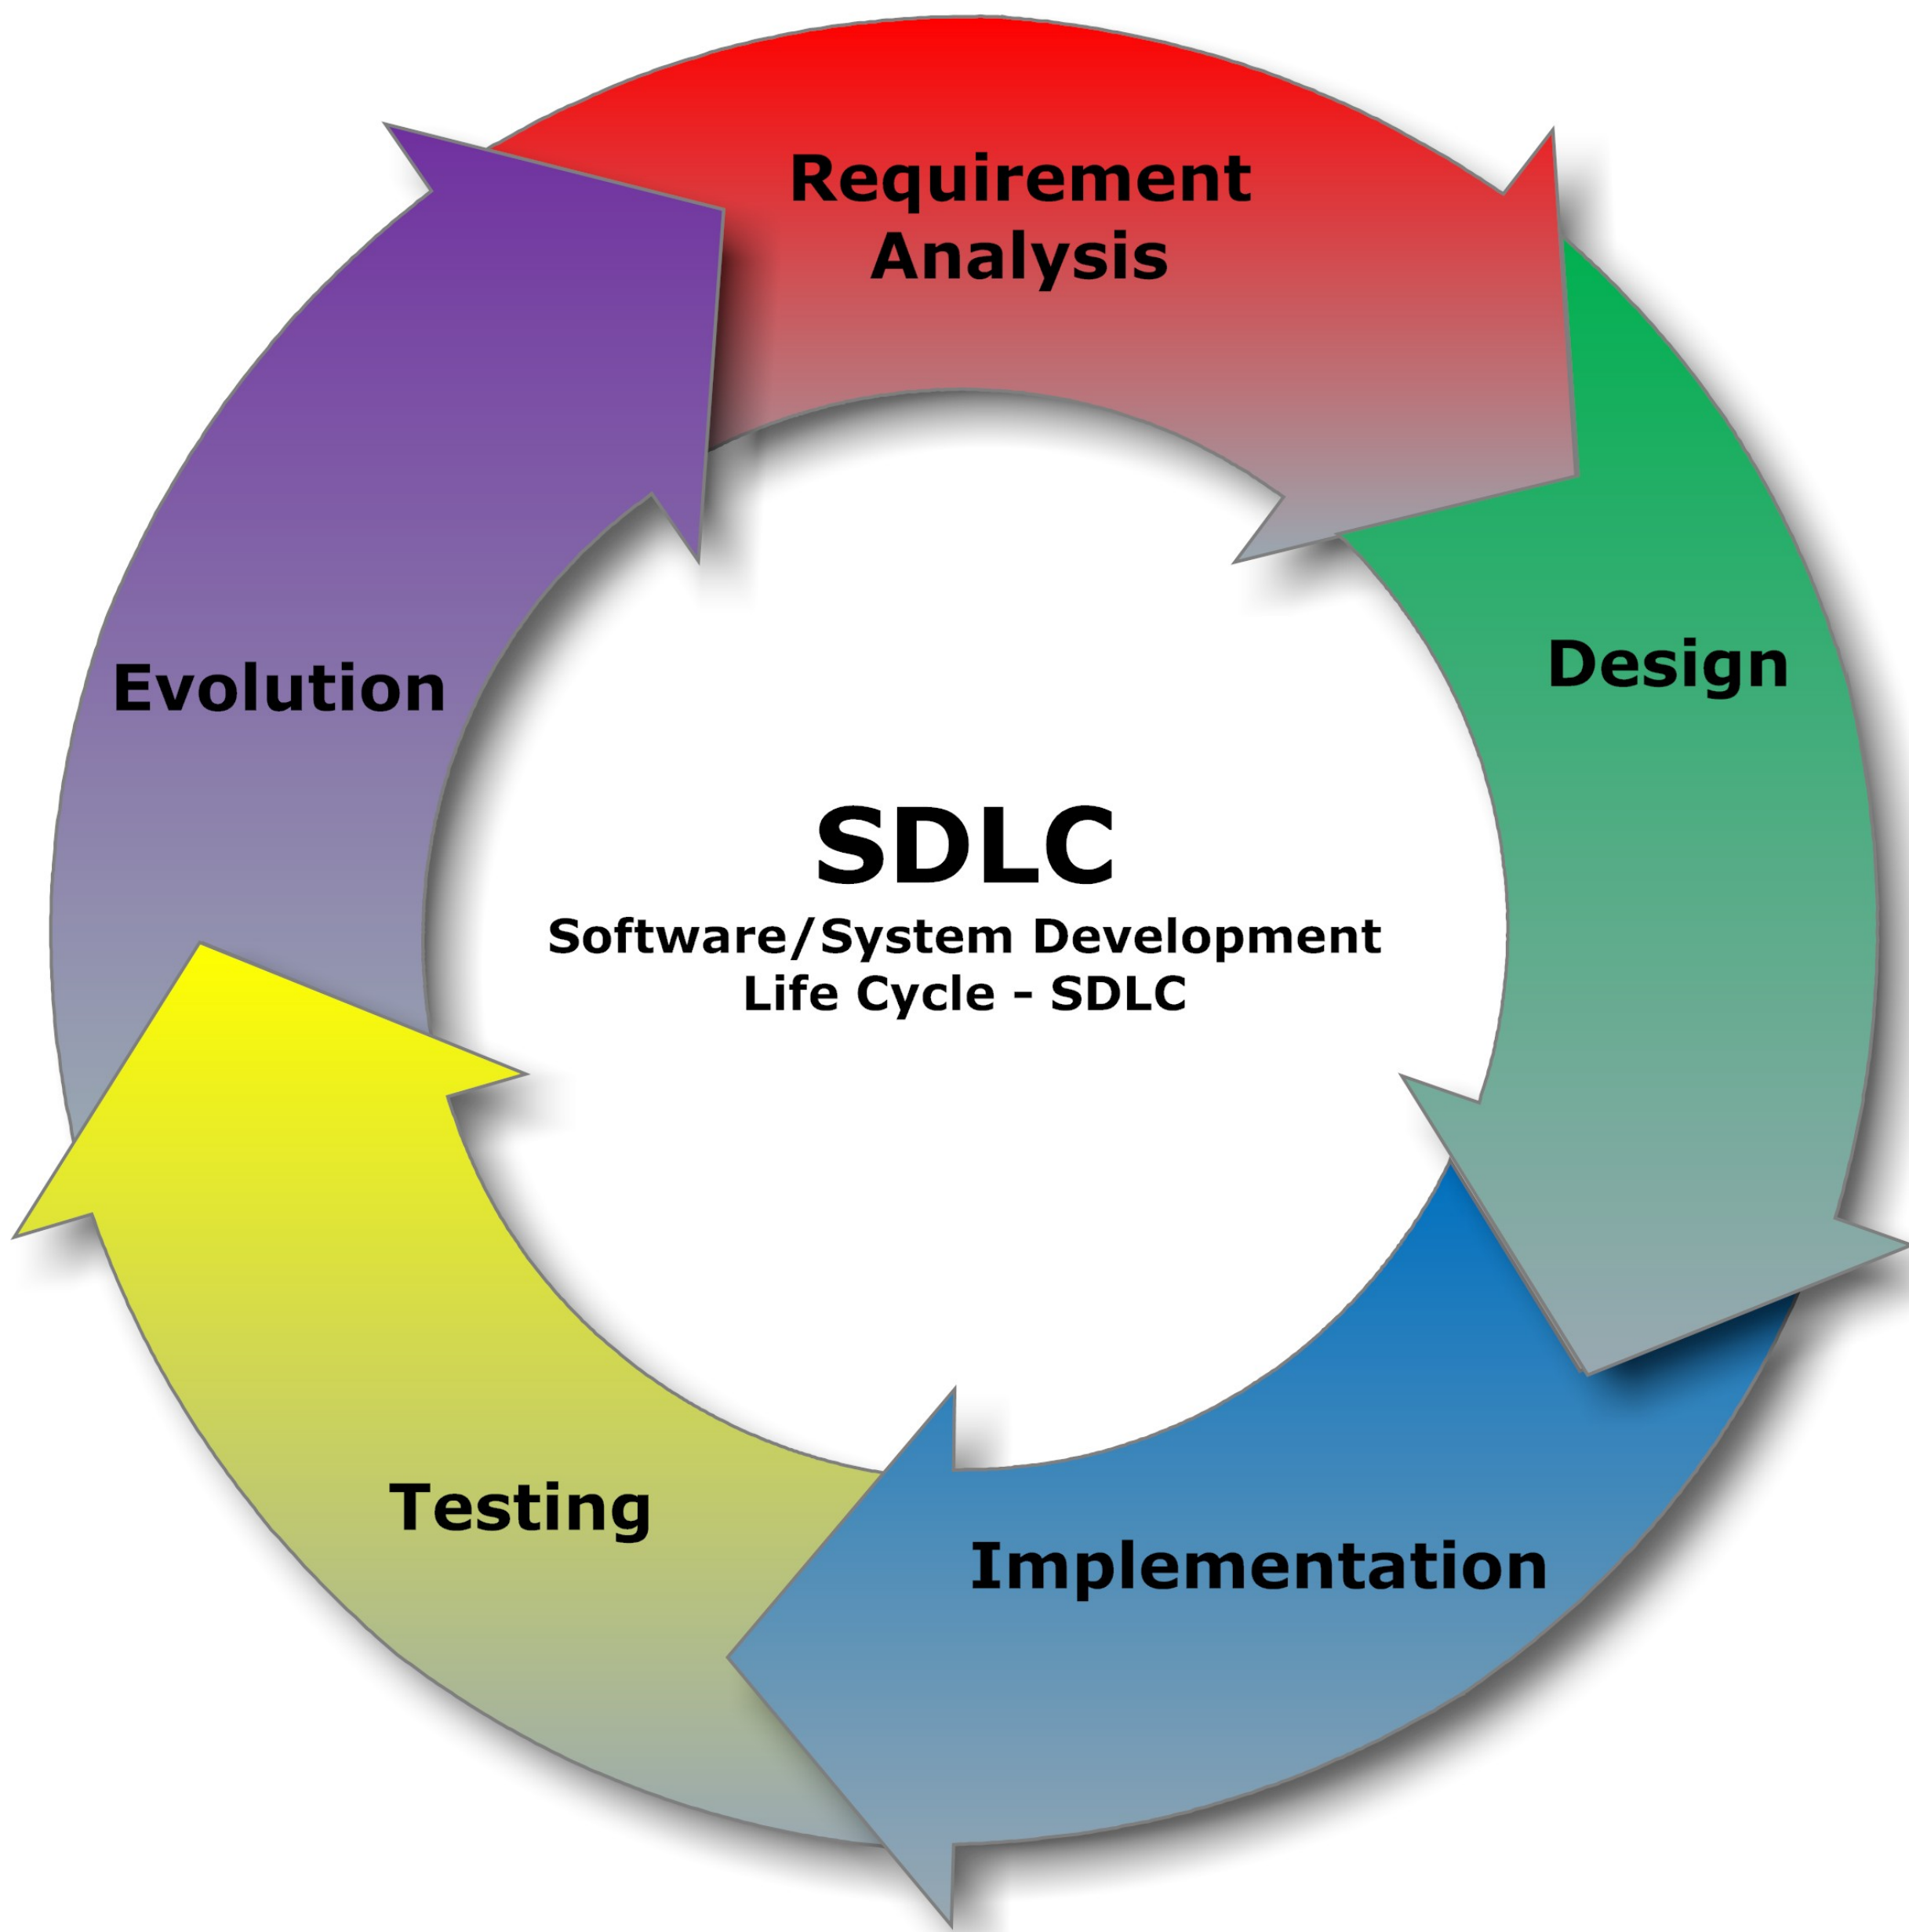 Requirement
Analysis
Design
Evolution
SDLC
Software/System Development
Life Cycle - SDLC
Testing
Implementation